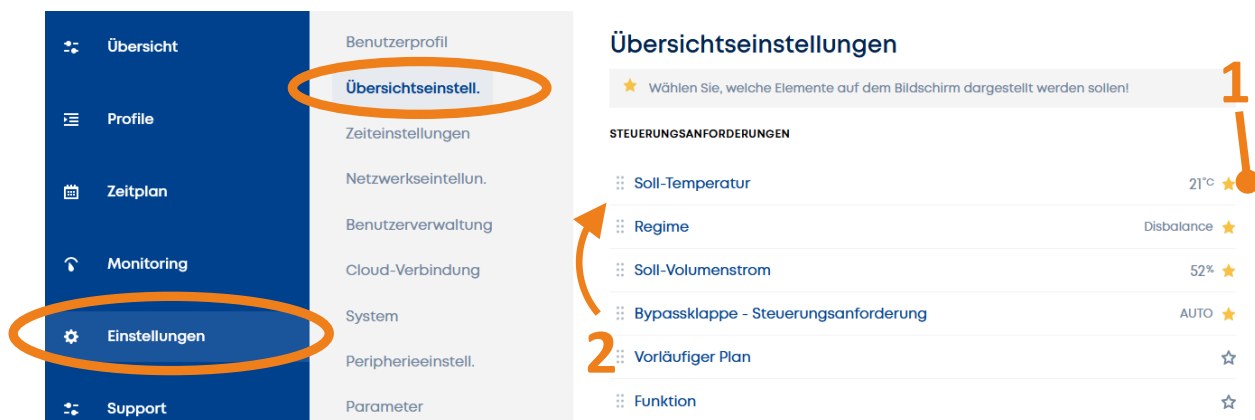 Übersicht
Profile
Zeitplan
Monitoring
Einstellungen
Support
Benutzerprofil
Übersichtseinstell.
Zeiteinstellungen
Netzwerkseintellun.
Benutzerverwaltung
Cloud-Verbindung
System
Peripherieeinstell.
Parameter
Übersichtseinstellungen
Wählen Sie, welche Elemente auf dem Bildschirm dargestellt werden sollen!
1
STEUERUNGSANFORDERUNGEN
Soll-Temperatur 21°C
Regime Disbalance
Soll-Volumenstrom 52%
Bypassklappe - Steuerungsanforderung AUTO
2
Vorläufiger Plan
Funktion